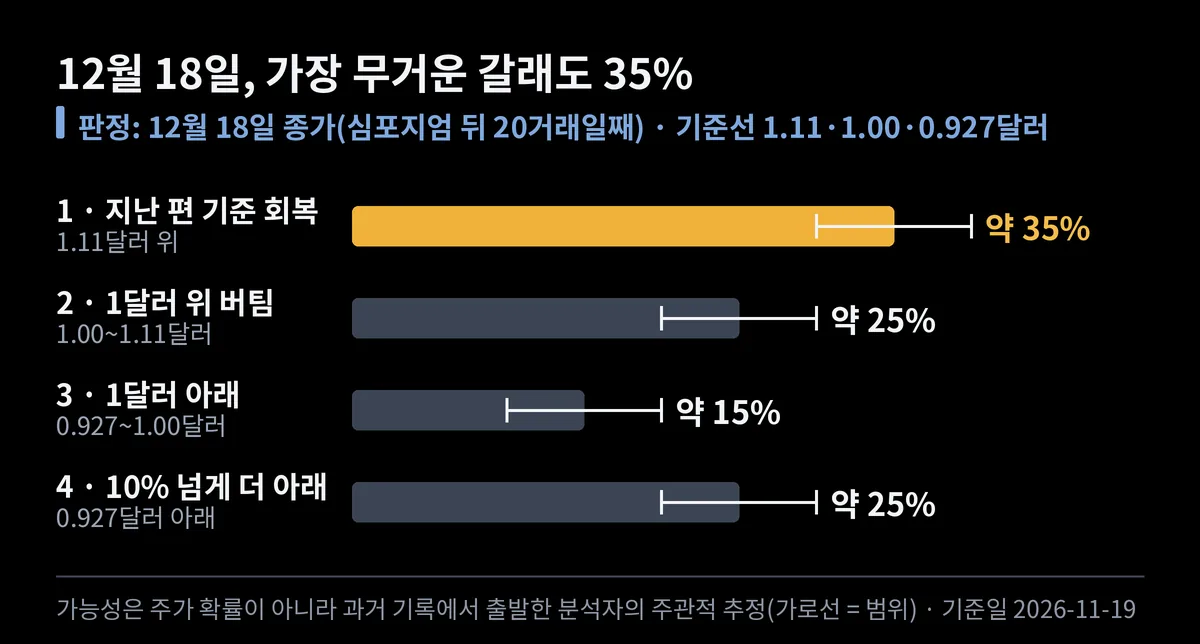 12월 18일, 가장 무거운 갈래도 35%
판정: 12월 18일 종가(심포지엄 뒤 20거래일째) · 기준선 1.11·1.00·0.927달러
1 · 지난 편 기준 회복
1.11달러 위
약 35%
2 · 1달러 위 버팀
1.00~1.11달러
약 25%
3 · 1달러 아래
0.927~1.00달러
약 15%
4 · 10% 넘게 더 아래
0.927달러 아래
약 25%
가능성은 주가 확률이 아니라 과거 기록에서 출발한 분석자의 주관적 추정(가로선 = 범위) · 기준일 2026-11-19